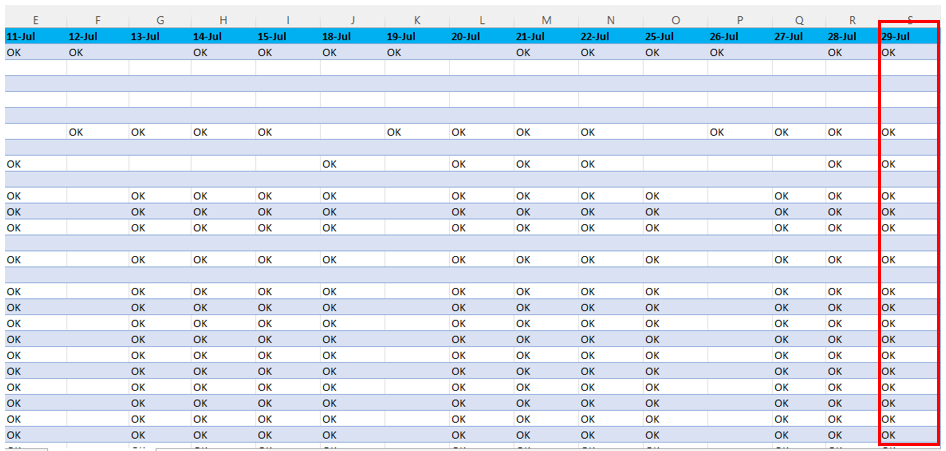 E F G H I J K L M N O P Q R S
11-Jul 12-Jul 13-Jul 14-Jul 15-Jul 18-Jul 19-Jul 20-Jul 21-Jul 22-Jul 25-Jul 26-Jul 27-Jul 28-Jul 29-Jul
OK OK OK OK OK OK OK OK OK OK OK OK
OK OK OK OK OK OK OK OK OK OK OK OK
OK OK OK OK OK OK OK
OK OK OK OK OK OK OK OK OK OK OK OK
OK OK OK OK OK OK OK OK OK OK OK OK
OK OK OK OK OK OK OK OK OK OK OK OK
OK OK OK OK OK OK OK OK OK OK OK OK
OK OK OK OK OK OK OK OK OK OK OK OK
OK OK OK OK OK OK OK OK OK OK OK OK
OK OK OK OK OK OK OK OK OK OK OK OK
OK OK OK OK OK OK OK OK OK OK OK OK
OK OK OK OK OK OK OK OK OK OK OK OK
OK OK OK OK OK OK OK OK OK OK OK OK
OK OK OK OK OK OK OK OK OK OK OK OK
OK OK OK OK OK OK OK OK OK OK OK OK
OK OK OK OK OK OK OK OK OK OK OK OK
OK OK OK OK OK OK OK OK OK OK OK OK